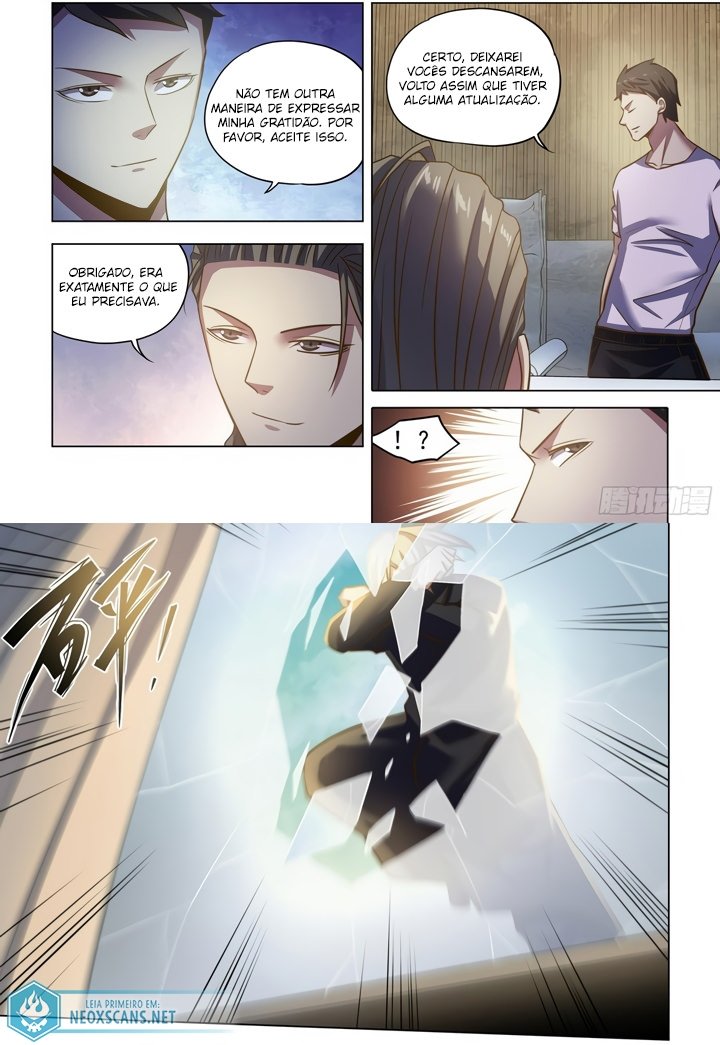 NÃO TEM OUTRA
MANEIRA DE EXPRESSAR
MINHA GRATIDÃO. POR
FAVOR, ACEITE ISSO.
CERTO, DEIXAREI
VOCÊS DESCANSAREM,
VOLTO ASSIM QUE TIVER
ALGUMA ATUALIZAÇÃO.
OBRIGADO, ERA
EXATAMENTE O QUE
EU PRECISAVA.
！？
腾讯动漫
砰！
LEIA PRIMEIRO EM:
NEOXSCANS.NET